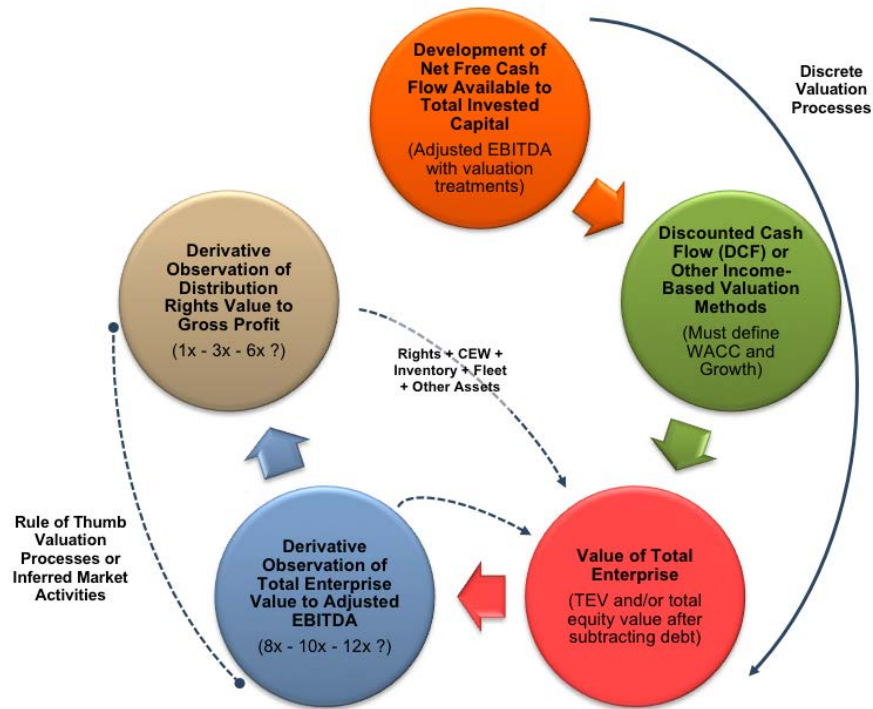 Development of
Net Free Cash
Flow Available to
Total Invested
Capital
(Adjusted EBITDA
with valuation
treatments)
Discrete
Valuation
Processes
Discounted Cash
Flow (DCF) or
Other Income-
Based Valuation
Methods
(Must define
WACC and
Growth)
Derivative
Observation of
Distribution
Rights Value to
Gross Profit
(1x - 3x - 6x ?)
Rights + CEW +
Inventory + Fleet
+ Other Assets
Rule of Thumb
Valuation
Processes or
Inferred Market
Activities
Derivative
Observation of
Total Enterprise
Value to Adjusted
EBITDA
(8x - 10x - 12x ?)
Value of Total
Enterprise
(TEV and/or total
equity value after
subtracting debt)